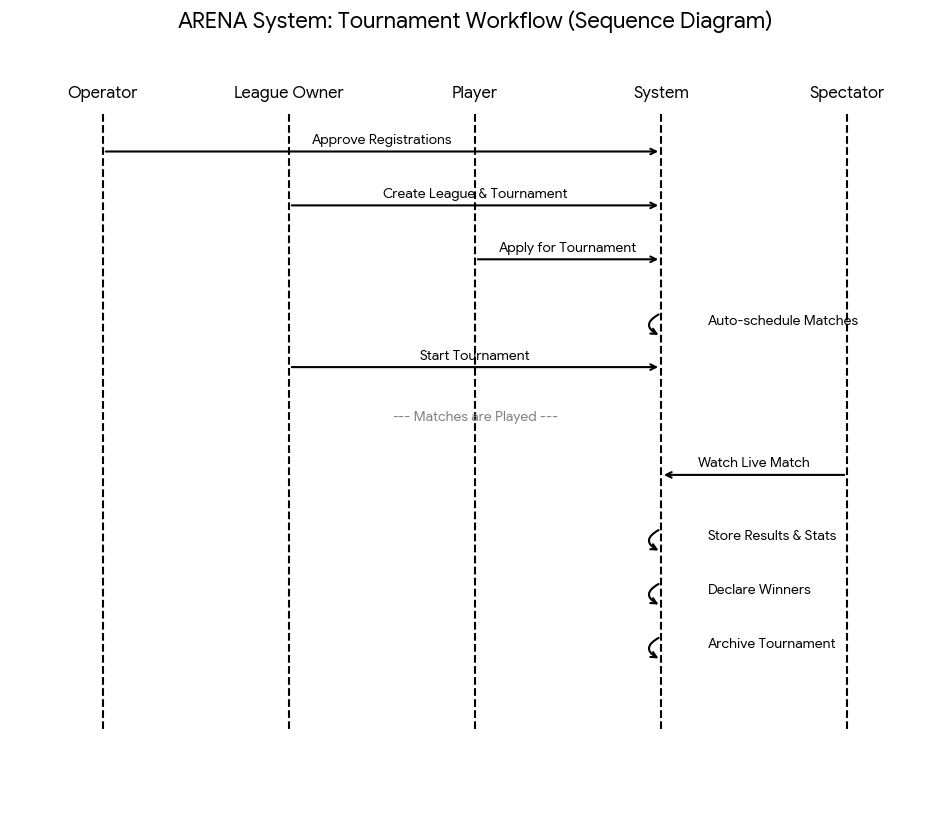 ARENA System: Tournament Workflow (Sequence Diagram)
Operator
League Owner
Player
System
Spectator
Approve Registrations
Create League & Tournament
Apply for Tournament
Auto-schedule Matches
Start Tournament
--- Matches are Played ---
Watch Live Match
Store Results & Stats
Declare Winners
Archive Tournament